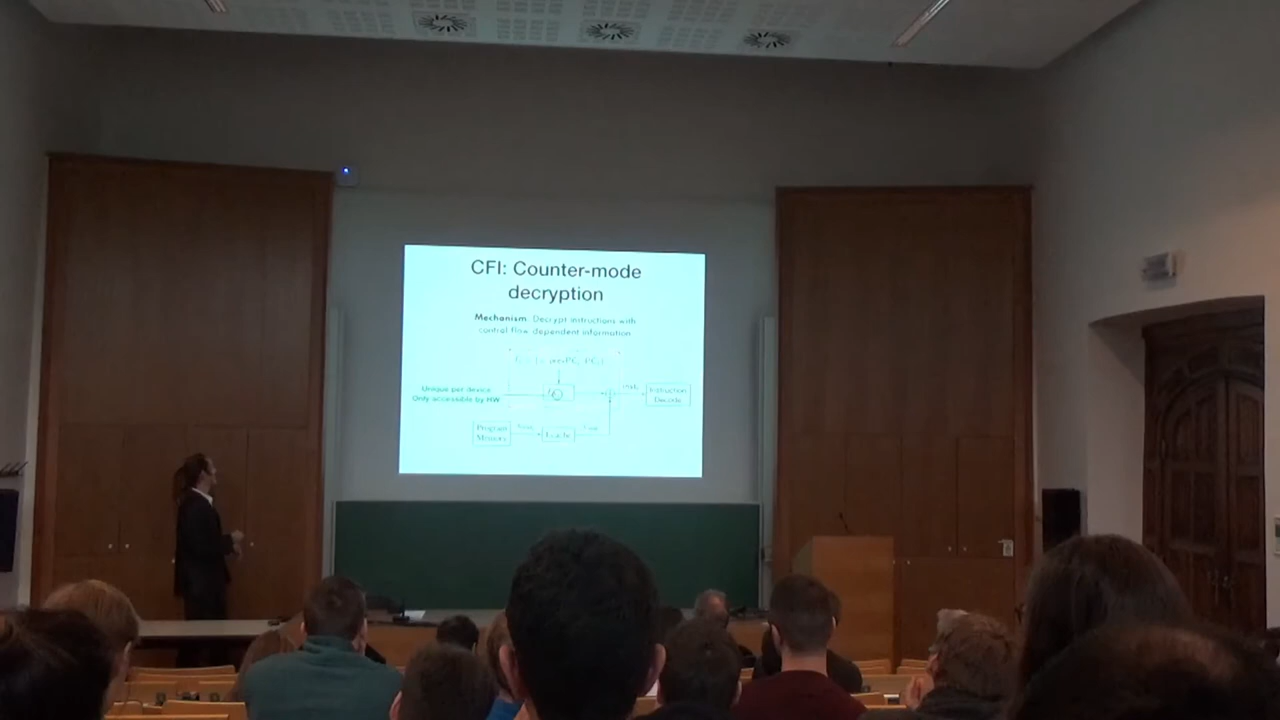 CFI: Counter-mode
decryption
Mechanism: Decrypt instructions with
control flow dependent information
Unique per device
Only accessible by HW
Instruction
Decode
Program
Memory